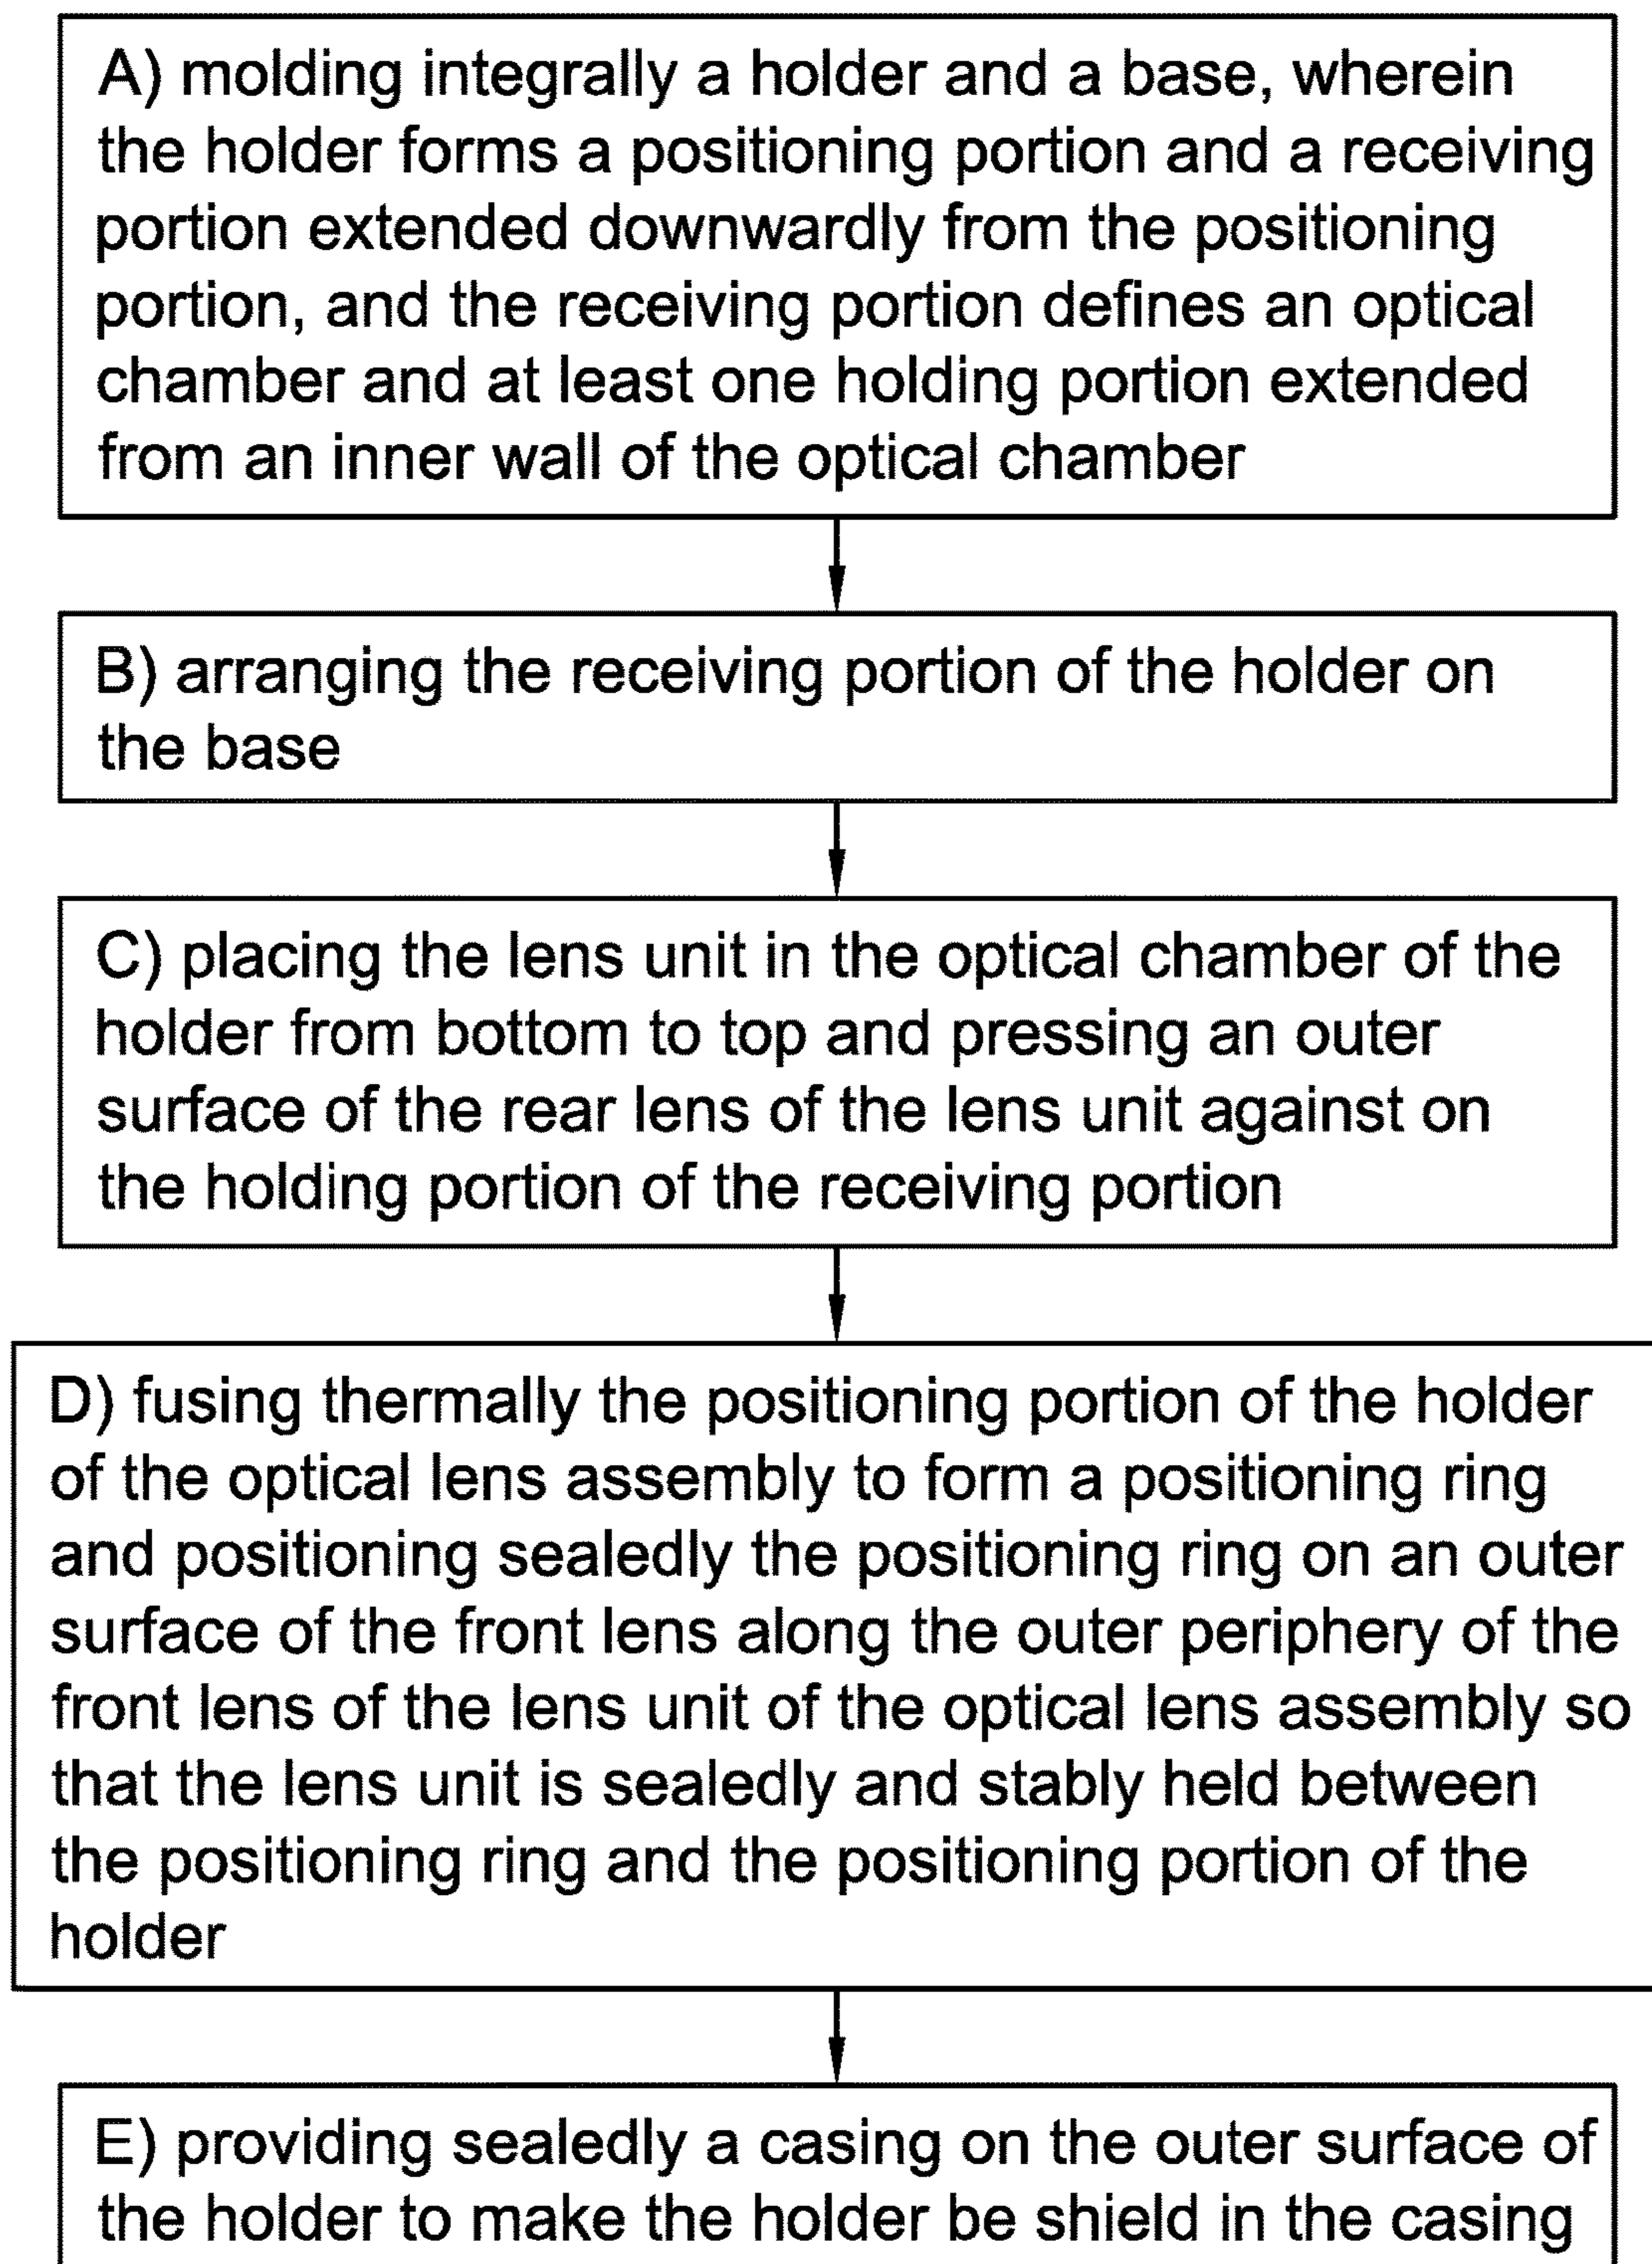 A) molding integrally a holder and a base, wherein
the holder forms a positioning portion and a receiving
portion extended downwardly from the positioning
portion, and the receiving portion defines an optical
chamber and at least one holding portion extended
from an inner wall of the optical chamber
B) arranging the receiving portion of the holder on
the base
C) placing the lens unit in the optical chamber of the
holder from bottom to top and pressing an outer
surface of the rear lens of the lens unit against on
the holding portion of the receiving portion
D) fusing thermally the positioning portion of the holder
of the optical lens assembly to form a positioning ring
and positioning sealedly the positioning ring on an outer
surface of the front lens along the outer periphery of the
front lens of the lens unit of the optical lens assembly so
that the lens unit is sealedly and stably held between
the positioning ring and the positioning portion of the
holder
E) providing sealedly a casing on the outer surface of
the holder to make the holder be shield in the casing